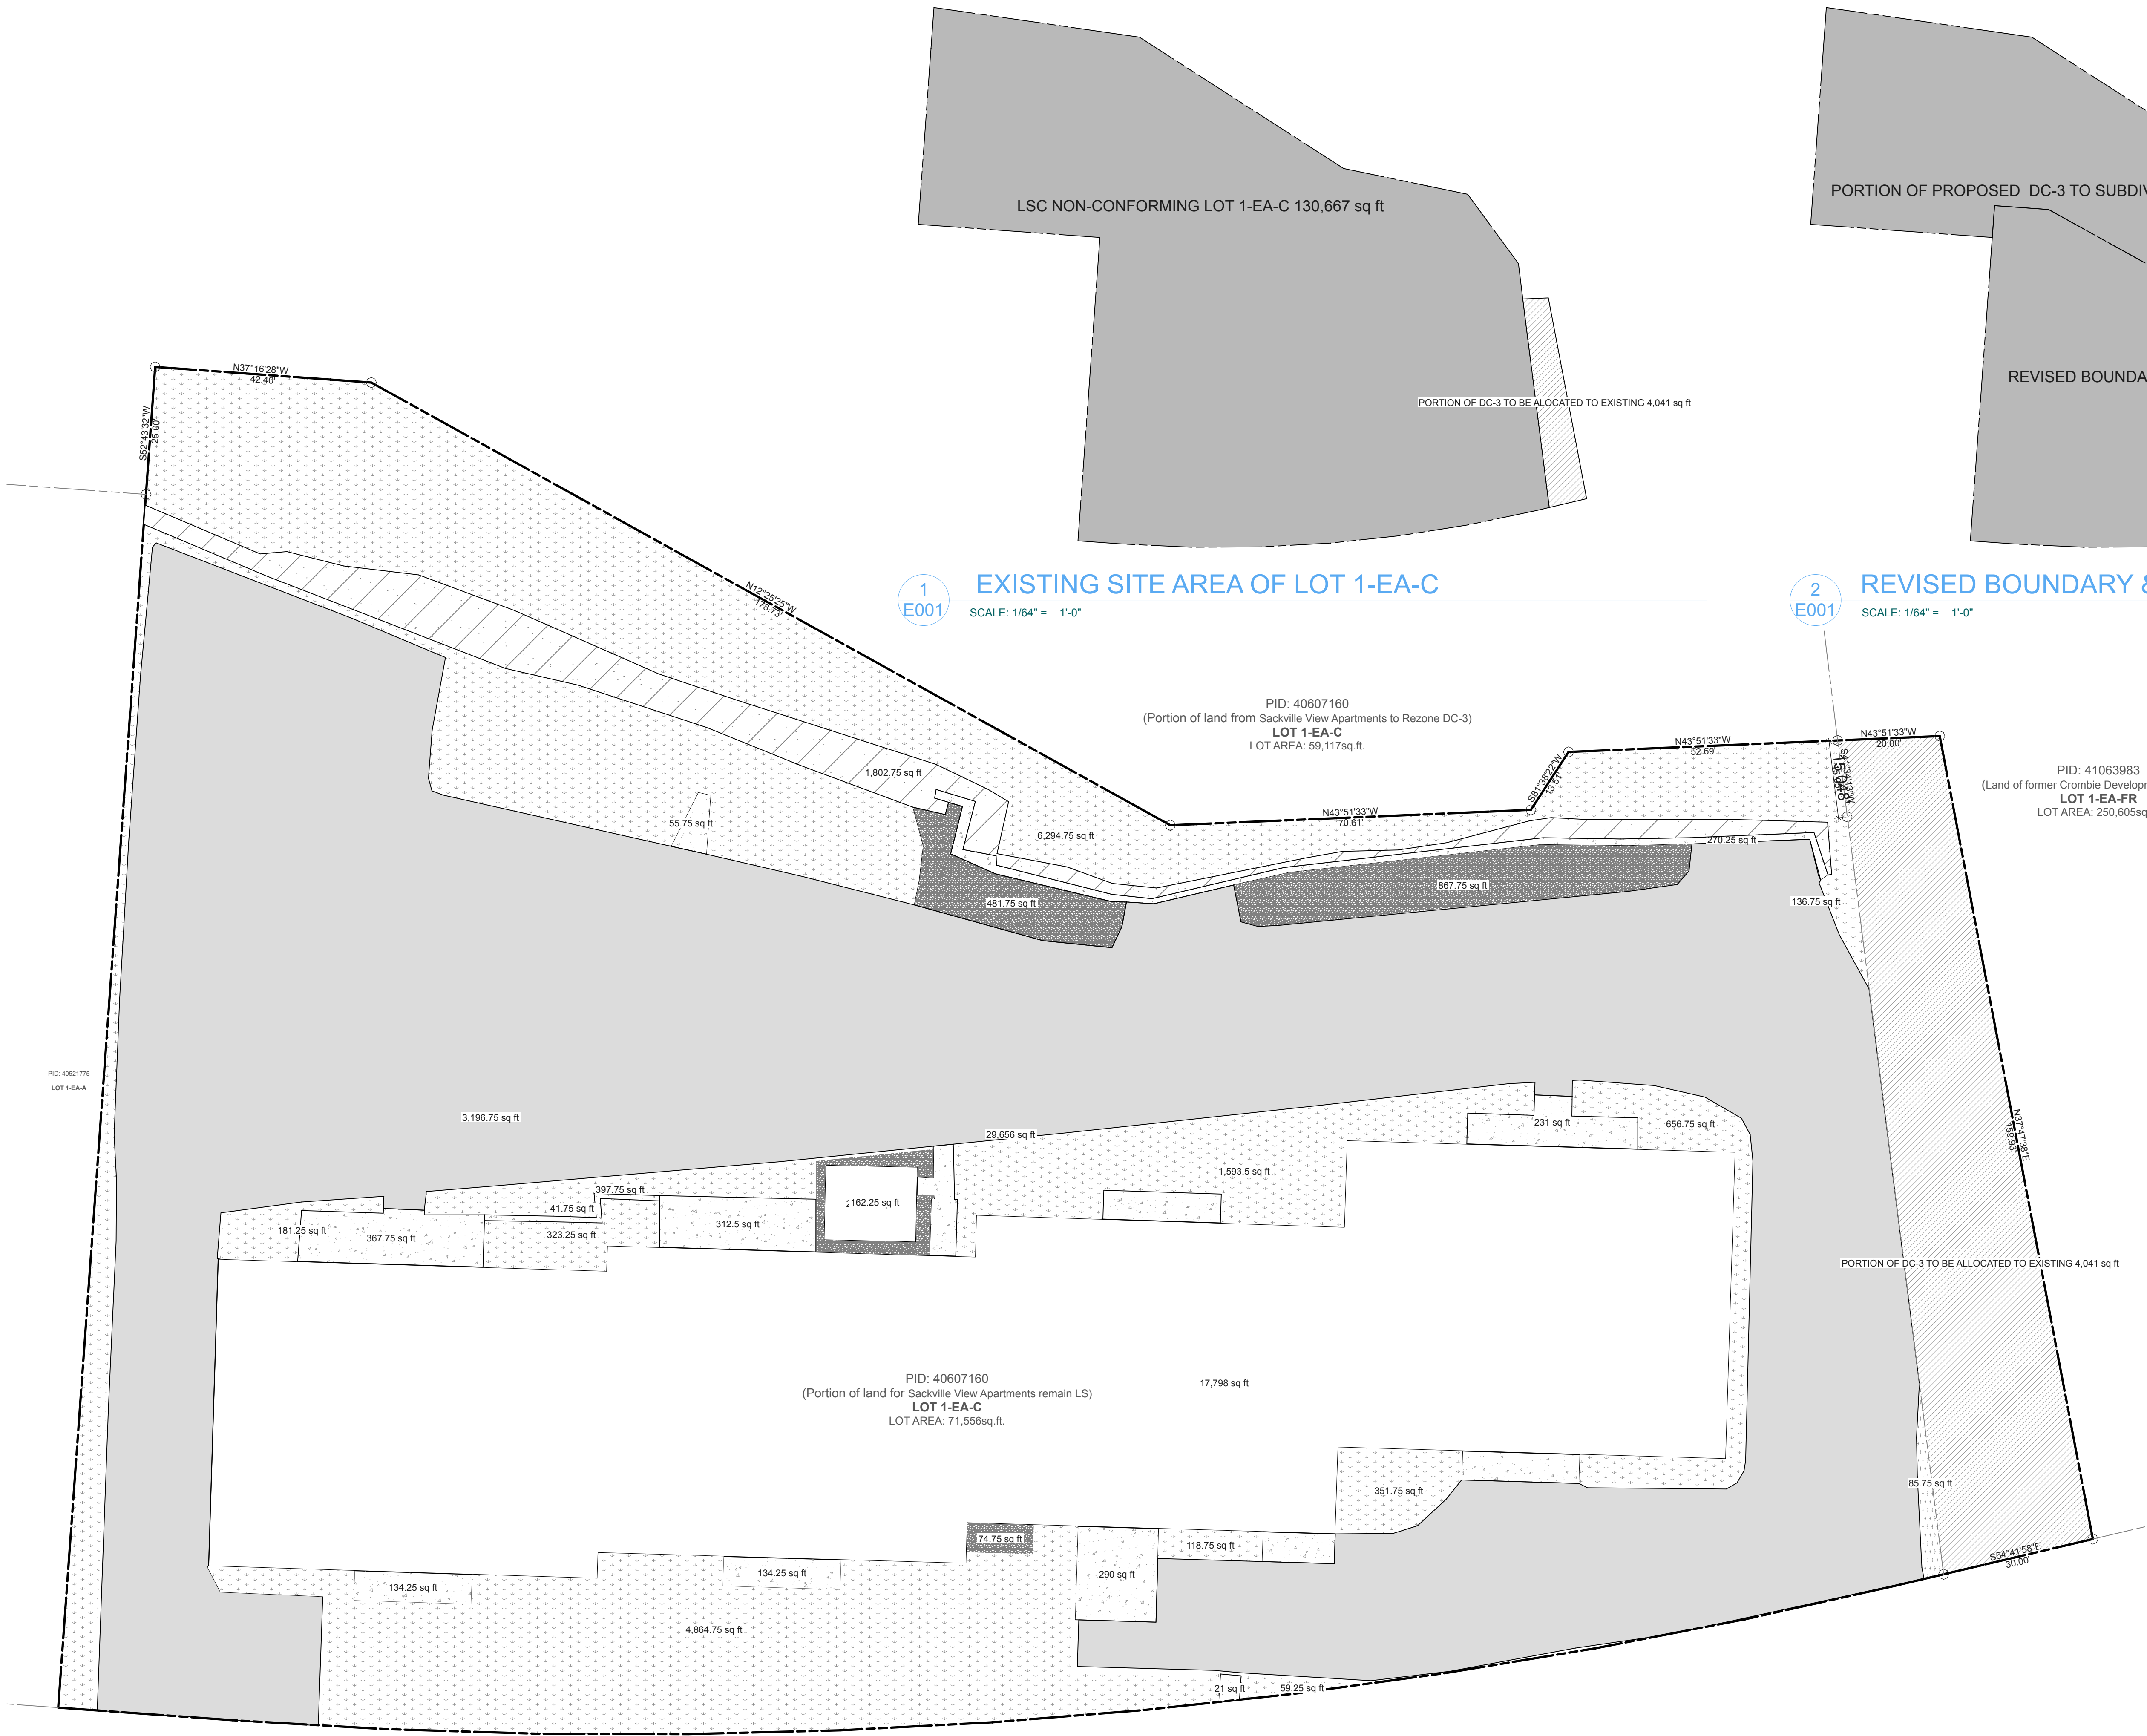 LSC NON-CONFORMING LOT 1-EA-C 130,667 sq ft
PORTION OF DC-3 TO BE ALOCATED TO EXISTING 4,041 sq ft
1
E001
EXISTING SITE AREA OF LOT 1-EA-C
SCALE: 1/64" = 1'-0"
PORTION OF PROPOSED DC-3 TO
REVISED
2
E001
REVISED BOUNDARY &
SCALE: 1/64" = 1'-0"
N37°16'28"W
42.40'
S52°43'32"W
25.00'
N12°25'25"W
178.73'
PID: 40607160
(Portion of land from Sackville View Apartments to Rezone DC-3)
LOT 1-EA-C
LOT AREA: 59,117sq.ft.
N43°51'33"W
70.61'
S81°38'22"W
13.51'
N43°51'33"W
52.69'
N43°51'33"W
20.00'
PID: 41063983
(Land of former Crombie
LOT 1-EA-FR
LOT AREA: 250,605sq
1,802.75 sq ft
55.75 sq ft
6,294.75 sq ft
270.25 sq ft
481.75 sq ft
867.75 sq ft
136.75 sq ft
PID: 40521775
LOT 1-EA-A
3,196.75 sq ft
29,656 sq ft
231 sq ft
656.75 sq ft
N37°47'38"E
159.93'
1,593.5 sq ft
397.75 sq ft
41.75 sq ft
162.25 sq ft
181.25 sq ft
367.75 sq ft
323.25 sq ft
312.5 sq ft
PORTION OF DC-3 TO BE ALLOCATED TO EXISTING 4,041 sq ft
PID: 40607160
(Portion of land for Sackville View Apartments remain LS)
LOT 1-EA-C
LOT AREA: 71,556sq.ft.
17,798 sq ft
351.75 sq ft
85.75 sq ft
74.75 sq ft
118.75 sq ft
134.25 sq ft
134.25 sq ft
290 sq ft
S54°41'58"E
30.00'
4,864.75 sq ft
21 sq ft
59.25 sq ft